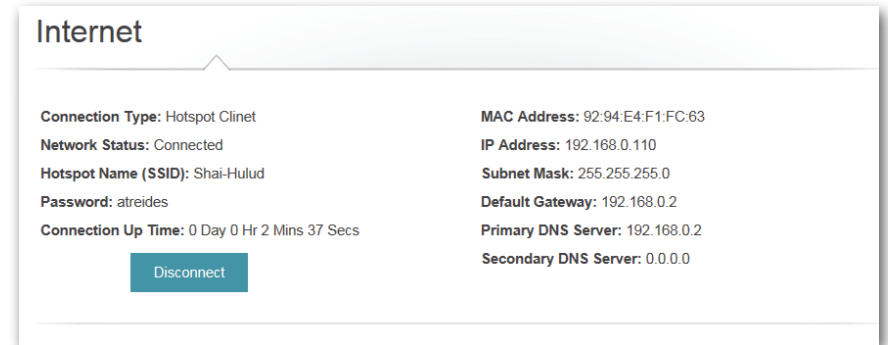 Internet
Connection Type: Hotspot Clinet
Network Status: Connected
Hotspot Name (SSID): Shai-Hulud
Password: atreides
Connection Up Time: 0 Day 0 Hr 2 Mins 37 Secs
Disconnect
MAC Address: 92:94:E4:F1:FC:63
IP Address: 192.168.0.110
Subnet Mask: 255.255.255.0
Default Gateway: 192.168.0.2
Primary DNS Server: 192.168.0.2
Secondary DNS Server: 0.0.0.0